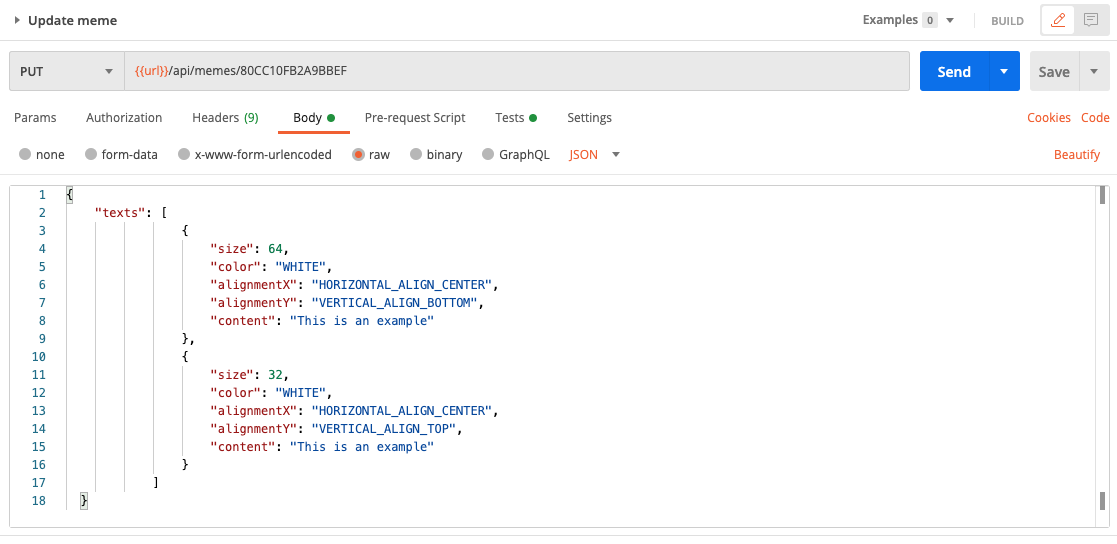 Update meme Examples 0 BUILD
PUT {{url}}/api/memes/80CC10FB2A9BBEF Send Save
Params Authorization Headers (9) Body Pre-request Script Tests Settings Cookies Code
none form-data x-www-form-urlencoded raw binary GraphQL JSON Beautify
1 {
2 "texts": [
3 {
4 "size": 64,
5 "color": "WHITE",
6 "alignmentX": "HORIZONTAL_ALIGN_CENTER",
7 "alignmentY": "VERTICAL_ALIGN_BOTTOM",
8 "content": "This is an example"
9 },
10 {
11 "size": 32,
12 "color": "WHITE",
13 "alignmentX": "HORIZONTAL_ALIGN_CENTER",
14 "alignmentY": "VERTICAL_ALIGN_TOP",
15 "content": "This is an example"
16 }
17 ]
18 }